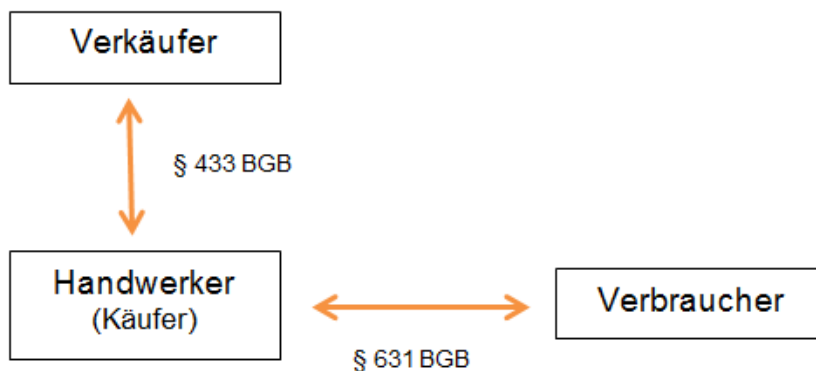 Verkäufer
§ 433 BGB
Handwerker
(Käufer)
Verbraucher
§ 631 BGB